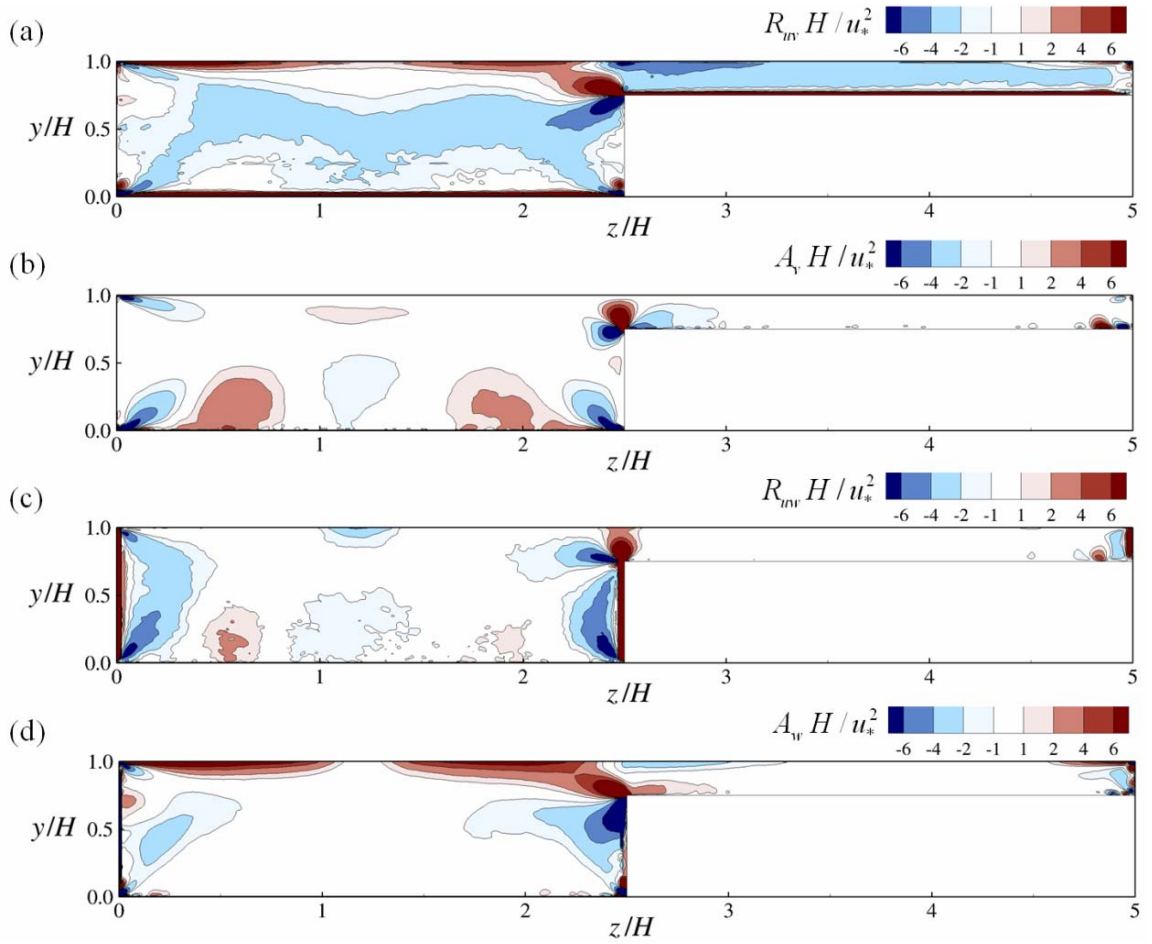 (a)
R_uv H / u_*^2
-6 -4 -2 -1 1 2 4 6
y/H
1.0
0.5
0.0
0 1 2 3 4 5
z/H
(b)
A_v H / u_*^2
-6 -4 -2 -1 1 2 4 6
y/H
1.0
0.5
0.0
0 1 2 3 4 5
z/H
(c)
R_uw H / u_*^2
-6 -4 -2 -1 1 2 4 6
y/H
1.0
0.5
0.0
0 1 2 3 4 5
z/H
(d)
A_w H / u_*^2
-6 -4 -2 -1 1 2 4 6
y/H
1.0
0.5
0.0
0 1 2 3 4 5
z/H